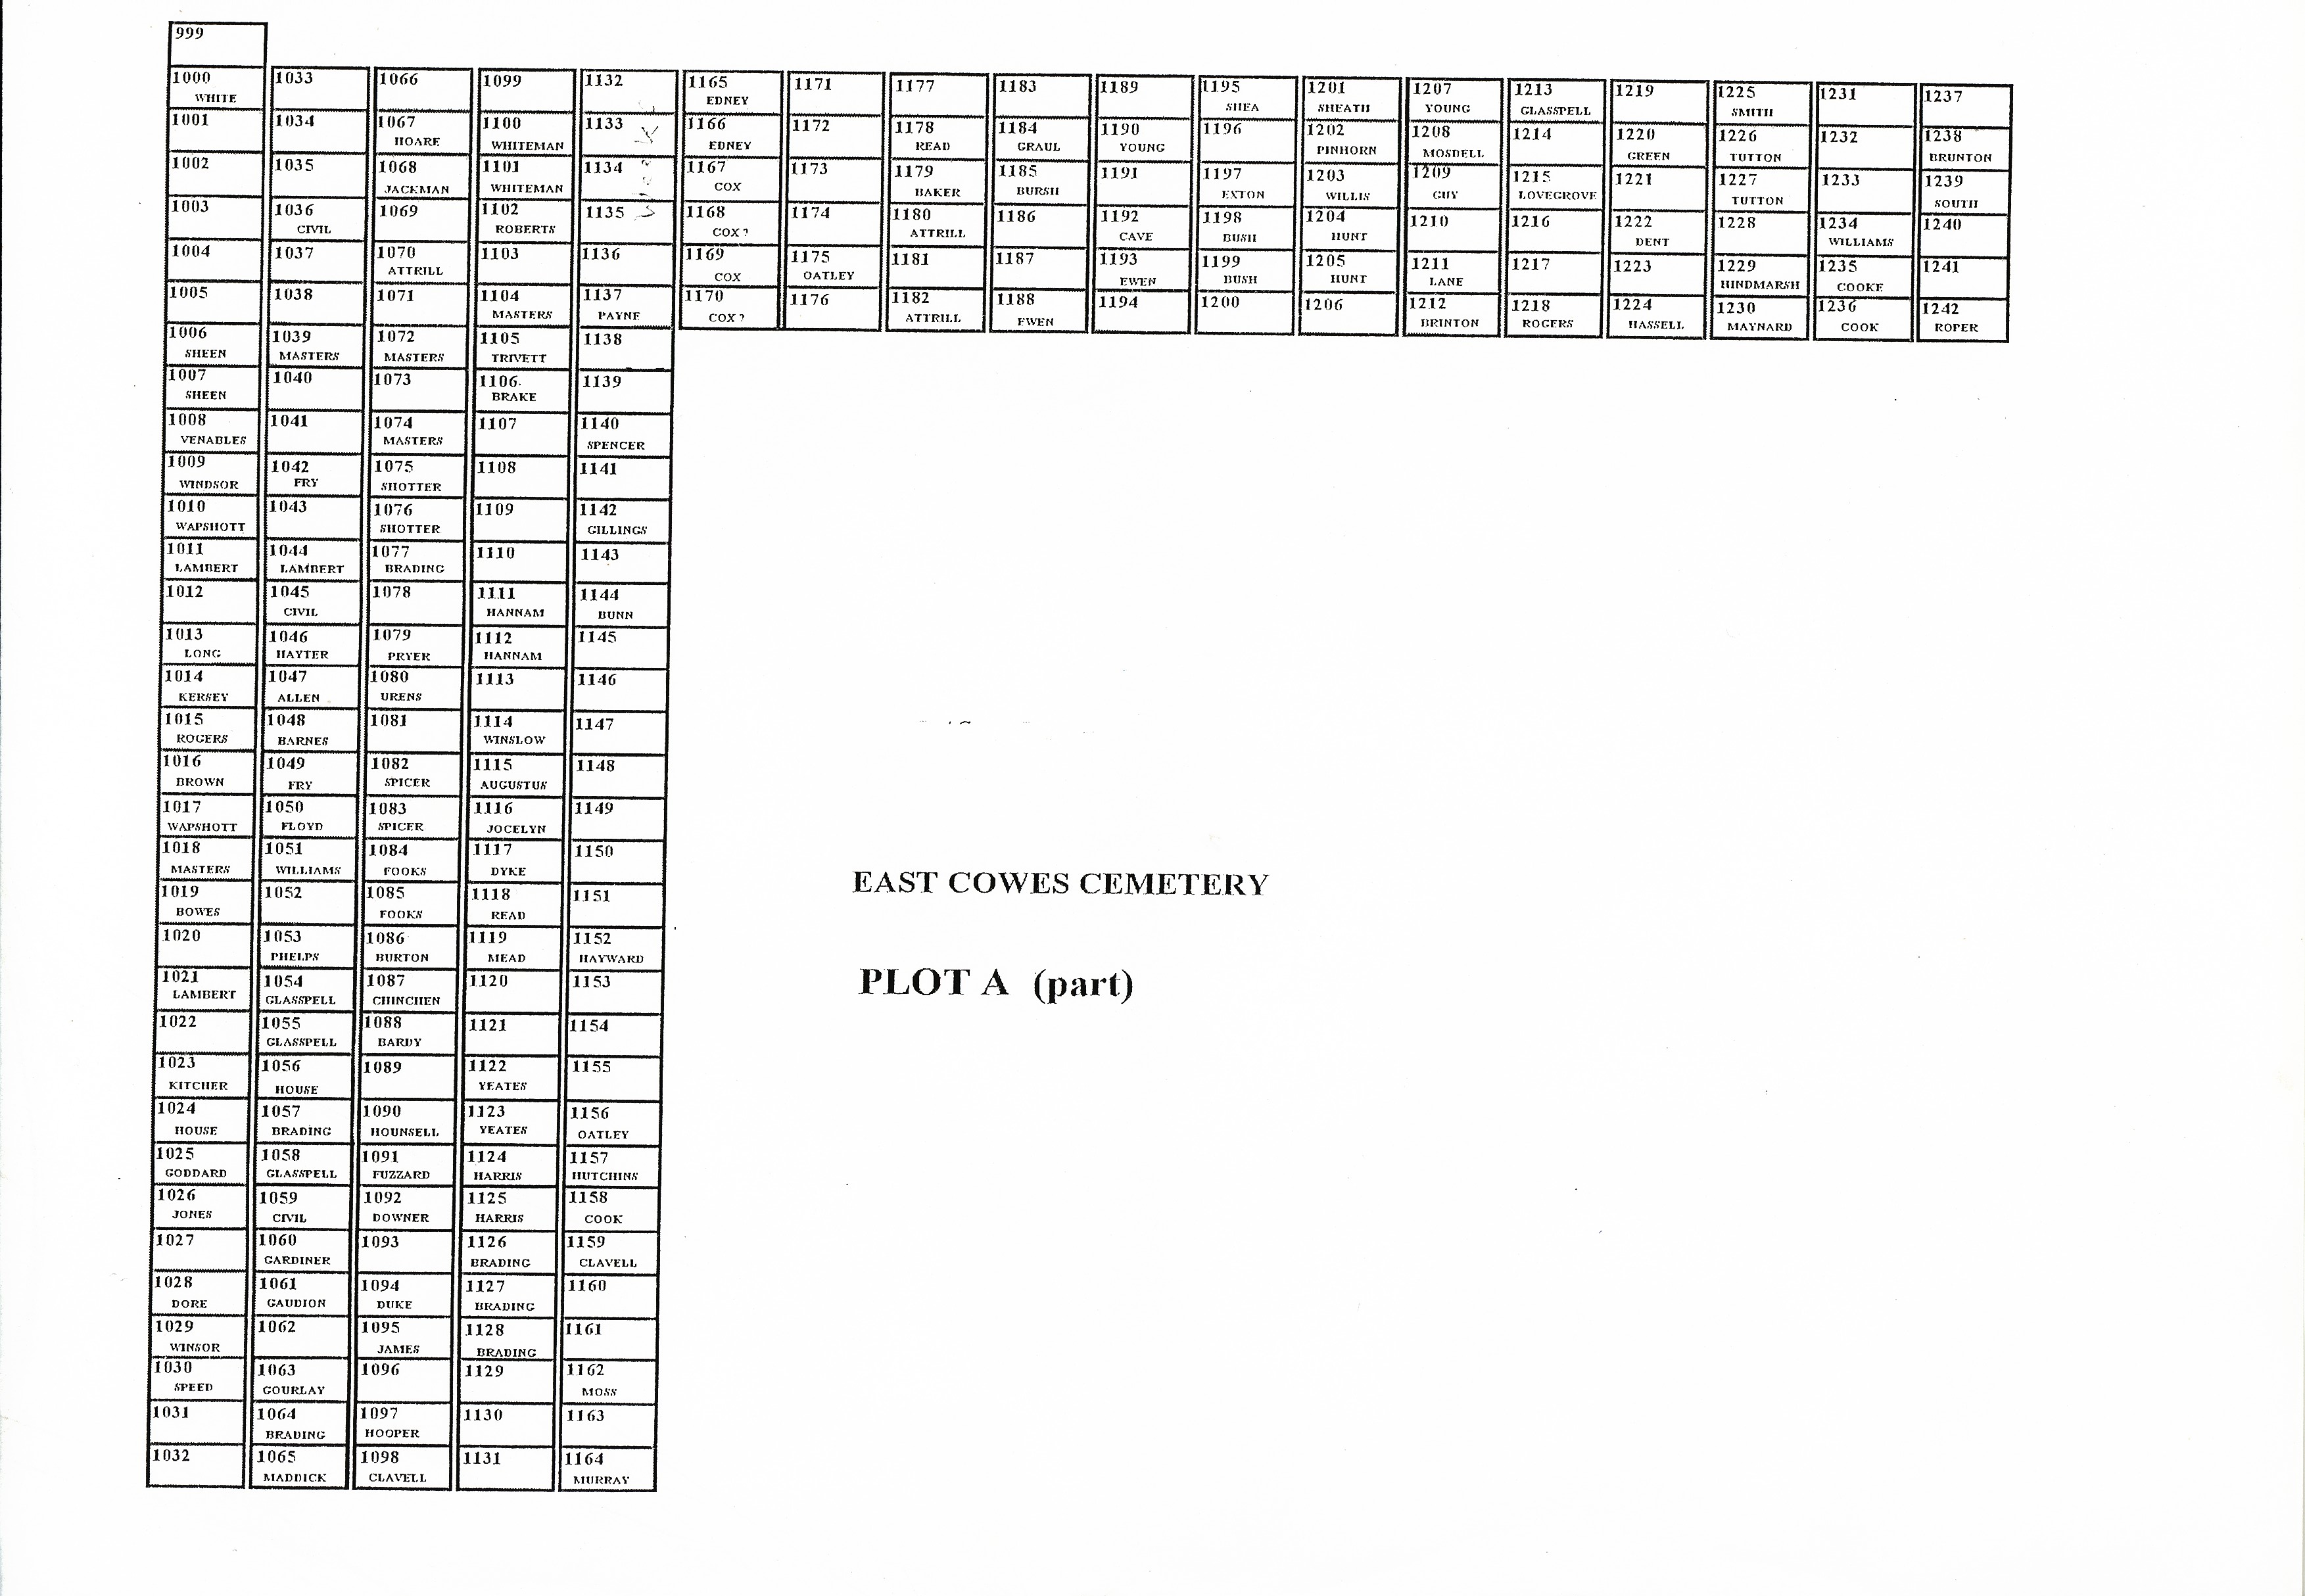 999
1000
WHITE
1001
1002
1003
1004
1005
1006
SHEEN
1007
SHEEN
1008
VENABLES
1009
WINDSOR
1010
WAPSHOTT
1011
LAMBERT
1012
1013
LONG
1014
KERSEY
1015
ROGERS
1016
BROWN
1017
WAPSHOTT
1018
MASTERS
1019
BOWES
1020
1021
LAMBERT
1022
1023
KITCHER
1024
HOUSE
1025
GODDARD
1026
JONES
1027
1028
DORE
1029
WINSOR
1030
SPEED
1031
1032
1033
1034
1035
1036
CIVIL
1037
1038
1039
MASTERS
1040
1041
1042
FRY
1043
1044
LAMBERT
1045
CIVIL
1046
HAYTER
1047
ALLEN
1048
BARNES
1049
FRY
1050
FLOYD
1051
WILLIAMS
1052
1053
PHELPS
1054
GLASSPELL
1055
GLASSPELL
1056
HOUSE
1057
BRADING
1058
GLASSPELL
1059
CIVIL
1060
GARDINER
1061
GAUDION
1062
1063
GOURLAY
1064
BRADING
1065
MADDICK
1066
1067
HOARE
1068
JACKMAN
1069
1070
ATTRILL
1071
1072
MASTERS
1073
1074
MASTERS
1075
SHOTTER
1076
SHOTTER
1077
BRADING
1078
1079
PRYER
1080
URENS
1081
1082
SPICER
1083
SPICER
1084
FOOKS
1085
FOOKS
1086
BURTON
1087
CHINCHEN
1088
BARDY
1089
1090
HOUNSELL
1091
FUZZARD
1092
DOWNER
1093
1094
DUKE
1095
JAMES
1096
1097
HOOPER
1098
CLAVELL
1099
1100
WHITEMAN
1101
WHITEMAN
1102
ROBERTS
1103
1104
MASTERS
1105
TRIVETT
1106.
BRAKE
1107
1108
1109
1110
1111
HANNAM
1112
HANNAM
1113
1114
WINSLOW
1115
AUGUSTUS
1116
JOCELYN
1117
DYKE
1118
READ
1119
MEAD
1120
1121
1122
YEATES
1123
YEATES
1124
HARRIS
1125
HARRIS
1126
BRADING
1127
BRADING
1128
BRADING
1129
1130
1131
1132
1133
1134
1135
1136
1137
PAYNE
1138
1139
1140
SPENCER
1141
1142
GILLINGS
1143
1144
BUNN
1145
1146
1147
1148
1149
1150
1151
1152
HAYWARD
1153
1154
1155
1156
OATLEY
1157
HUTCHINS
1158
COOK
1159
CLAVELL
1160
1161
1162
MOSS
1163
1164
MURRAY
1165
EDNEY
1166
EDNEY
1167
COX
1168
COX ?
1169
COX
1170
COX ?
1171
1172
1173
1174
1175
OATLEY
1176
1177
1178
READ
1179
BAKER
1180
ATTRILL
1181
1182
ATTRILL
1183
1184
GRAUL
1185
BURSH
1186
1187
1188
EWEN
1189
1190
YOUNG
1191
1192
CAVE
1193
EWEN
1194
1195
SHEA
1196
1197
EXTON
1198
BUSH
1199
BUSH
1200
1201
SHEATH
1202
PINHORN
1203
WILLIS
1204
HUNT
1205
HUNT
1206
1207
YOUNG
1208
MOSDELL
1209
GUY
1210
1211
LANE
1212
BRINTON
1213
GLASSPELL
1214
1215
LOVEGROVE
1216
1217
1218
ROGERS
1219
1220
GREEN
1221
1222
DENT
1223
1224
HASSELL
1225
SMITH
1226
TUTTON
1227
TUTTON
1228
1229
HINDMARSH
1230
MAYNARD
1231
1232
1233
1234
WILLIAMS
1235
COOKE
1236
COOK
1237
1238
BRUNTON
1239
SOUTH
1240
1241
1242
ROPER
EAST COWES CEMETERY
PLOT A (part)